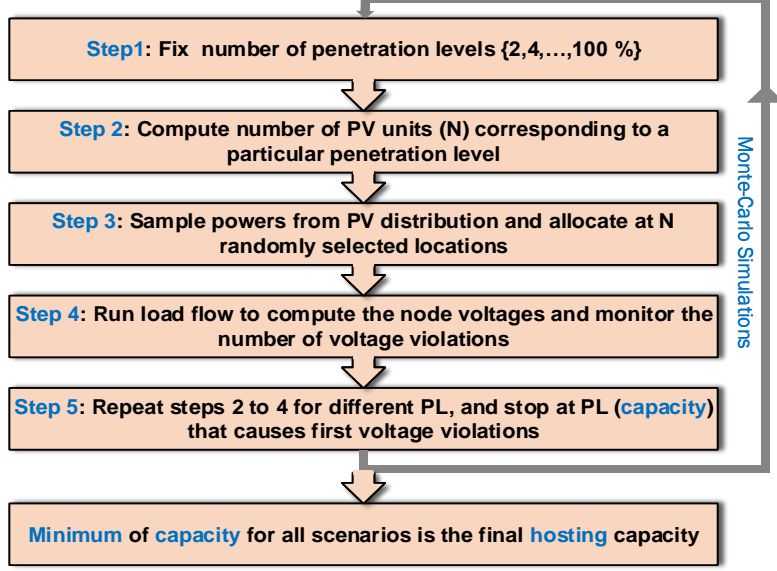 Step1: Fix number of penetration levels {2,4,…,100 %}
Step 2: Compute number of PV units (N) corresponding to a
particular penetration level
Step 3: Sample powers from PV distribution and allocate at N
randomly selected locations
Step 4: Run load flow to compute the node voltages and monitor the
number of voltage violations
Step 5: Repeat steps 2 to 4 for different PL, and stop at PL (capacity)
that causes first voltage violations
Minimum of capacity for all scenarios is the final hosting capacity
Monte-Carlo Simulations